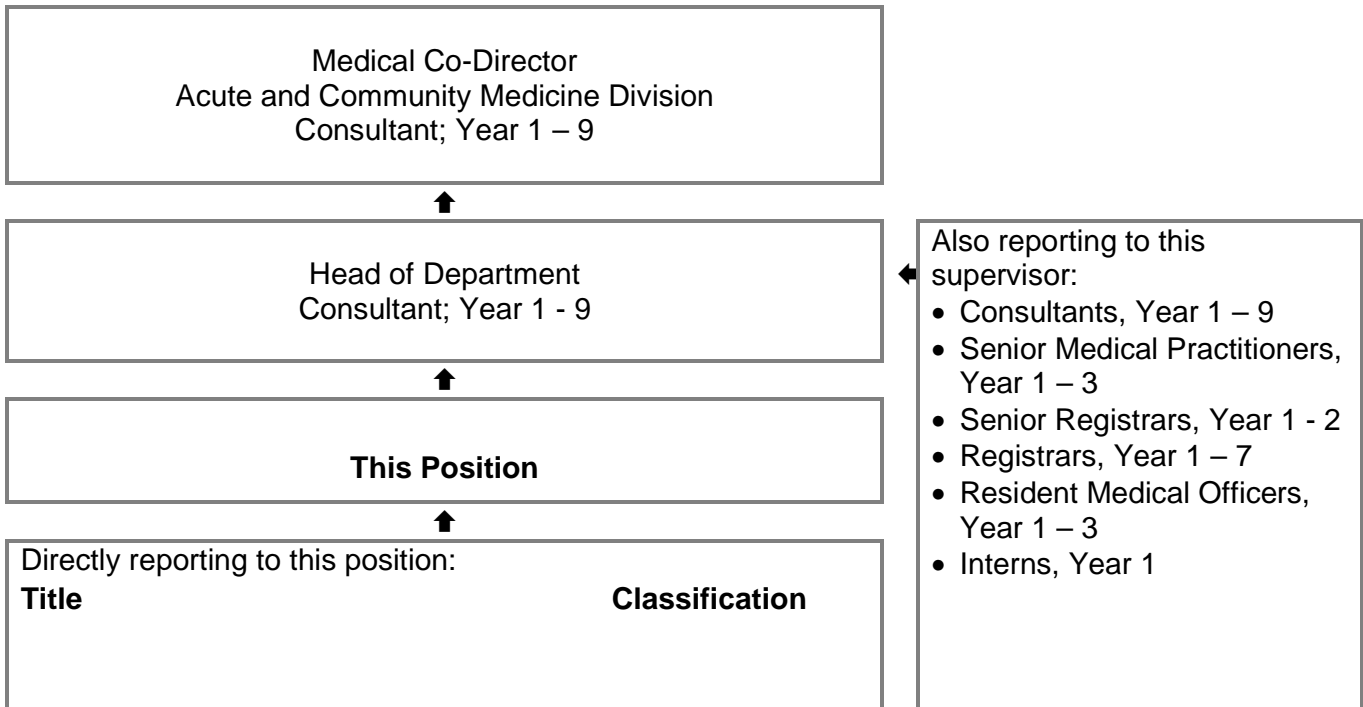 Medical Co-Director
Acute and Community Medicine Division
Consultant; Year 1 – 9
Head of Department
Consultant; Year 1 - 9
This Position
Directly reporting to this position:
Title Classification
Also reporting to this
supervisor:
• Consultants, Year 1 – 9
• Senior Medical Practitioners,
Year 1 – 3
• Senior Registrars, Year 1 - 2
• Registrars, Year 1 – 7
• Resident Medical Officers,
Year 1 – 3
• Interns, Year 1